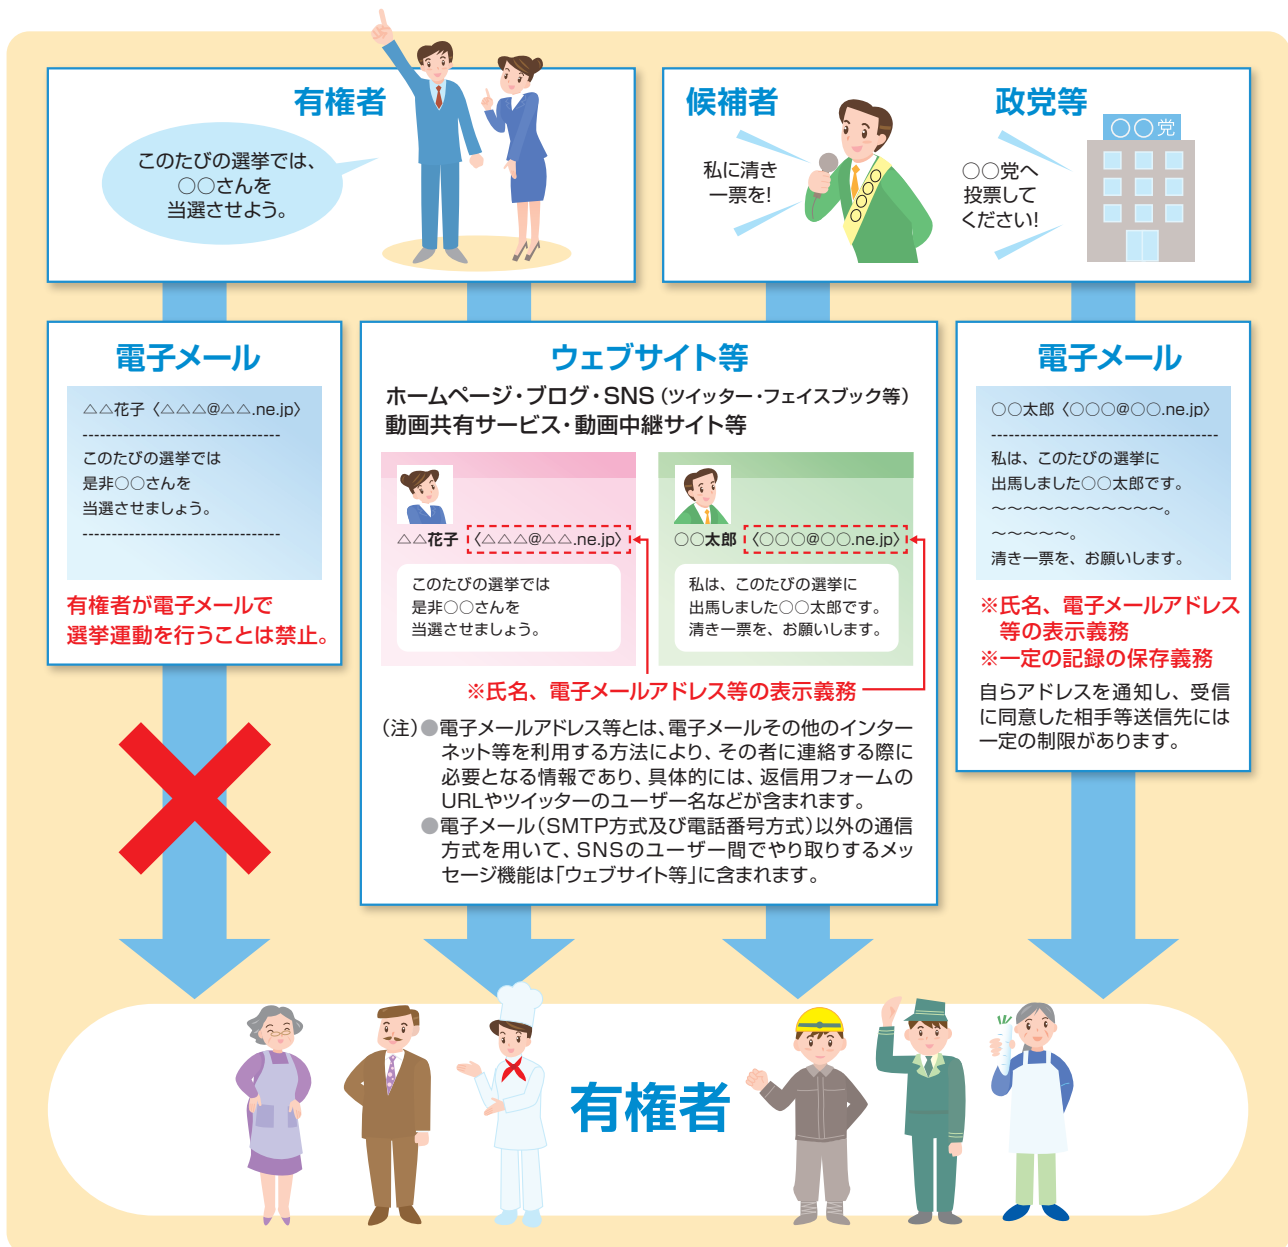 有権者
このたびの選挙では、
○○さんを
当選させよう。
候補者
私に清き
一票を!
政党等
○○党
○○党へ
投票して
ください!
電子メール
△△花子〈△△△@△△.ne.jp〉
----------------------------------
このたびの選挙では
是非○○さんを
当選させましょう。
----------------------------------
有権者が電子メールで
選挙運動を行うことは禁止。
ウェブサイト等
ホームページ・ブログ・SNS(ツイッター・フェイスブック等)
動画共有サービス・動画中継サイト等
△△花子〈△△△@△△.ne.jp〉
このたびの選挙では
是非○○さんを
当選させましょう。
○○太郎〈○○○@○○.ne.jp〉
私は、このたびの選挙に
出馬しました○○太郎です。
清き一票を、お願いします。
※氏名、電子メールアドレス等の表示義務
(注)●電子メールアドレス等とは、電子メールその他のインター
ネット等を利用する方法により、その者に連絡する際に
必要となる情報であり、具体的には、返信用フォームの
URLやツイッターのユーザー名などが含まれます。
●電子メール(SMTP方式及び電話番号方式)以外の通信
方式を用いて、SNSのユーザー間でやり取りするメッ
セージ機能は「ウェブサイト等」に含まれます。
電子メール
○○太郎〈○○○@○○.ne.jp〉
---------------------------------------
私は、このたびの選挙に
出馬しました○○太郎です。
〜〜〜〜〜〜〜〜〜〜〜。
〜〜〜〜〜。
清き一票を、お願いします。
※氏名、電子メールアドレス
等の表示義務
※一定の記録の保存義務
自らアドレスを通知し、受信
に同意した相手等送信先には
一定の制限があります。
有権者